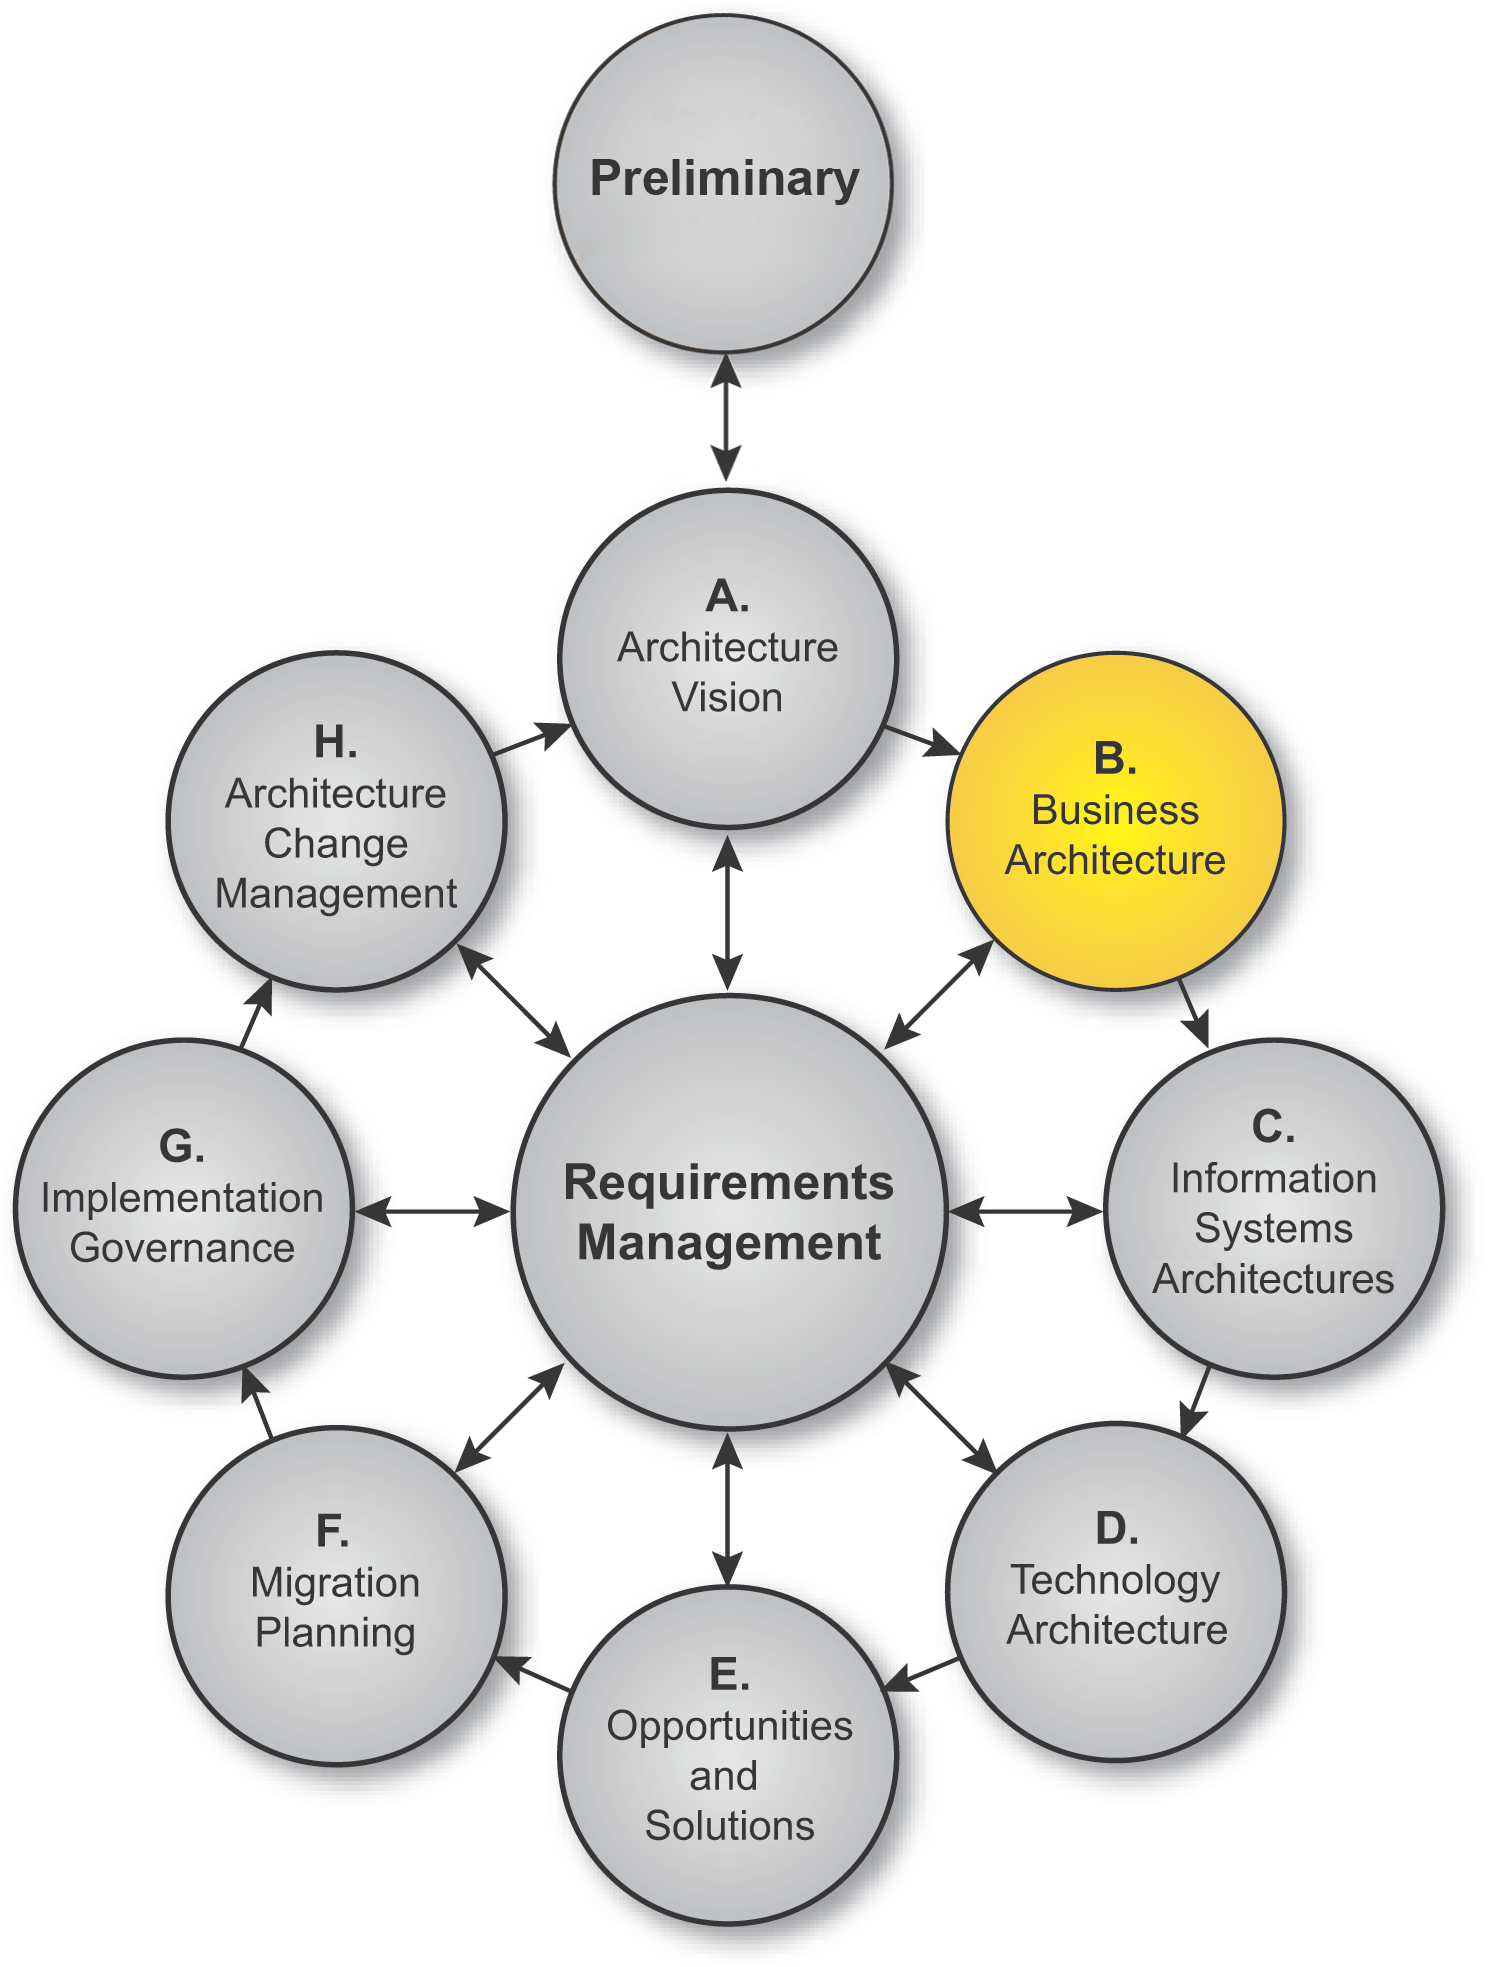 Preliminary
A.
Architecture
Vision
B.
Business
Architecture
C.
Information
Systems
Architectures
D.
Technology
Architecture
E.
Opportunities
and
Solutions
F.
Migration
Planning
G.
Implementation
Governance
H.
Architecture
Change
Management
Requirements
Management